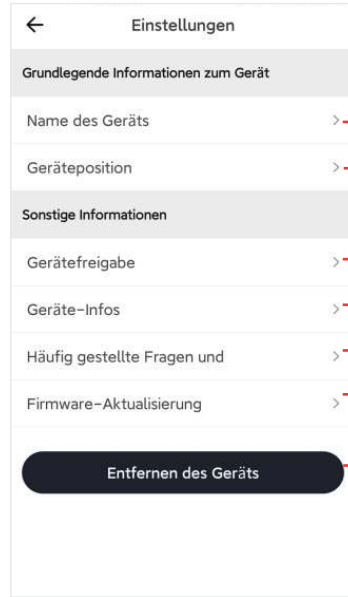 Einstellungen
Grundlegende Informationen zum Gerät
Name des Geräts
Geräteposition
Sonstige Informationen
Gerätefreigabe
Geräte-Infos
Häufig gestellte Fragen und
Firmware-Aktualisierung
Entfernen des Geräts